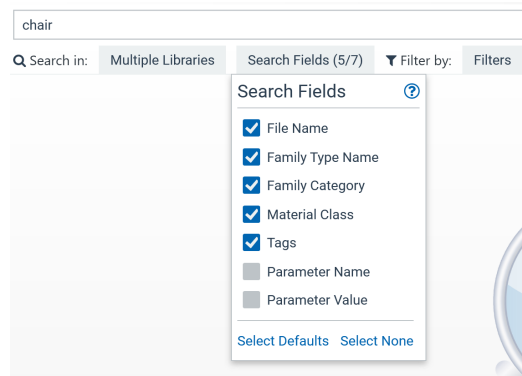 chair
Search in: Multiple Libraries Search Fields (5/7) Filter by: Filters
Search Fields ?
File Name
Family Type Name
Family Category
Material Class
Tags
Parameter Name
Parameter Value
Select Defaults Select None